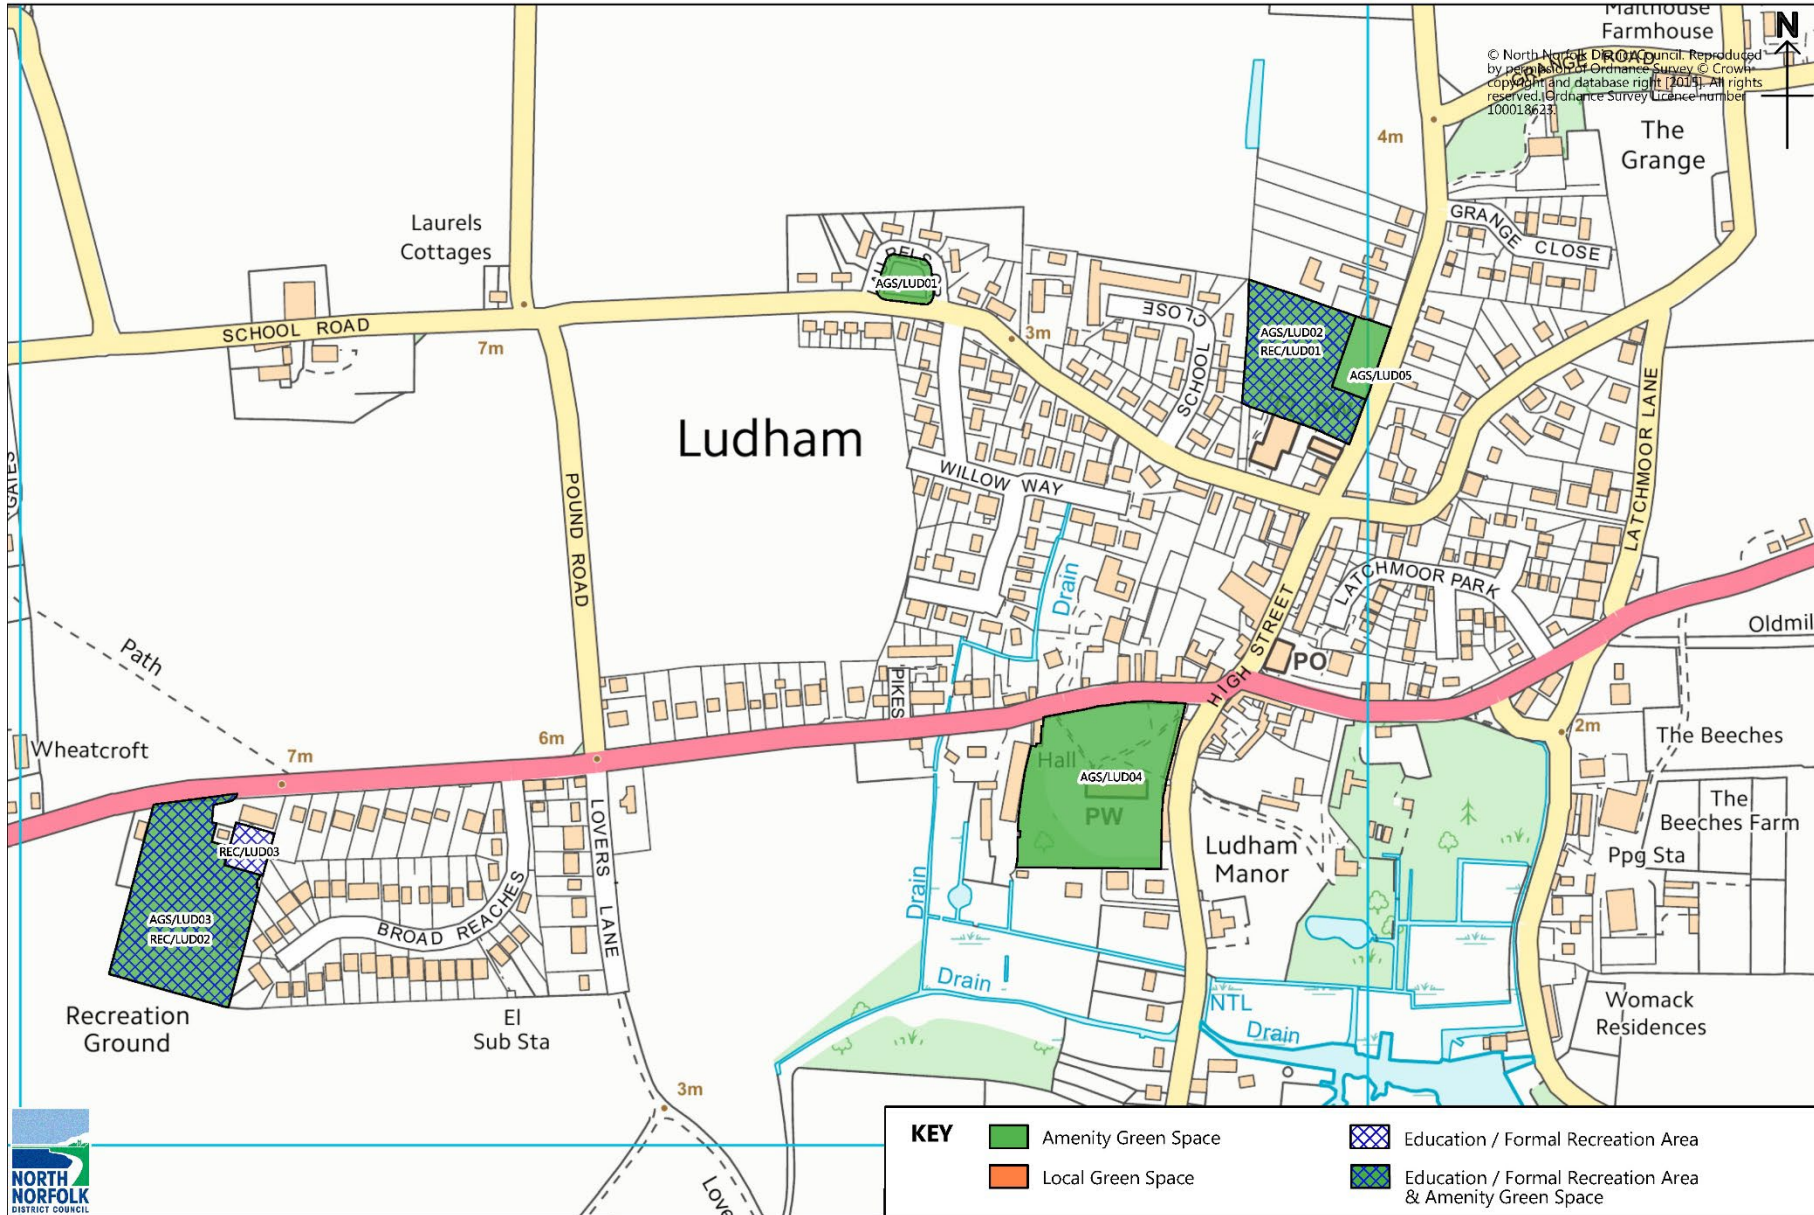 Malthouse
Farmhouse
N
© North Norfolk District Council. Reproduced
by permission of Ordnance Survey © Crown
copyright and database right [2015]. All rights
reserved. Ordnance Survey Licence number
100018623.
GRANGE ROAD
4m
The
Grange
Laurels
Cottages
GRANGE CLOSE
AGS/LUD01
SCHOOL ROAD
7m
3m
SCHOOL CLOSE
AGS/LUD02
REC/LUD01
AGS/LUD05
LATCHMOOR LANE
Ludham
WILLOW WAY
POUND ROAD
GATES
Drain
LATCHMOOR PARK
HIGH STREET
PO
Oldmil
Path
PIKES
Wheatcroft
7m
6m
2m
The Beeches
Hall
AGS/LUD04
PW
The
Beeches Farm
Ppg Sta
LOVERS LANE
REC/LUD03
Ludham
Manor
AGS/LUD03
REC/LUD02
BROAD REACHES
Drain
Drain
NTL
Drain
Recreation
Ground
El
Sub Sta
Womack
Residences
3m
Love
NORTH
NORFOLK
DISTRICT COUNCIL
KEY
Amenity Green Space
Local Green Space
Education / Formal Recreation Area
Education / Formal Recreation Area
& Amenity Green Space